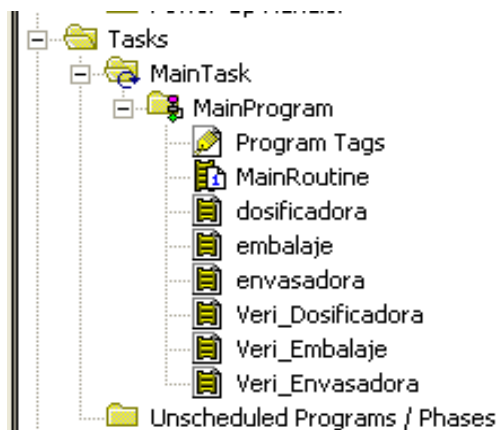 Tasks
MainTask
MainProgram
Program Tags
MainRoutine
dosificadora
embalaje
envasadora
Veri_Dosificadora
Veri_Embalaje
Veri_Envasadora
Unscheduled Programs / Phases